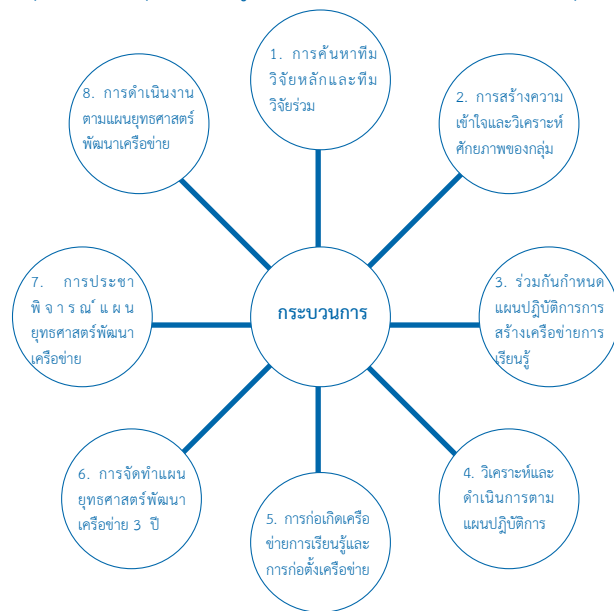 1. การค้นหาทีม
วิจัยหลักและทีม
วิจัยร่วม
2. การสร้างความ
เข้าใจและวิเคราะห์
ศักยภาพของกลุ่ม
3. ร่วมกันกำหนด
แผนปฏิบัติการการ
สร้างเครือข่ายการ
เรียนรู้
4. วิเคราะห์และ
ดำเนินการตาม
แผนปฏิบัติการ
5. การก่อเกิดเครือ
ข่ายการเรียนรู้และ
การก่อตั้งเครือข่าย
6. การจัดทำแผน
ยุทธศาสตร์พัฒนา
เครือข่าย 3 ปี
7. การประชา
พิจารณ์แผน
ยุทธศาสตร์พัฒนา
เครือข่าย
8. การดำเนินงาน
ตามแผนยุทธศาสตร์
พัฒนาเครือข่าย
กระบวนการ